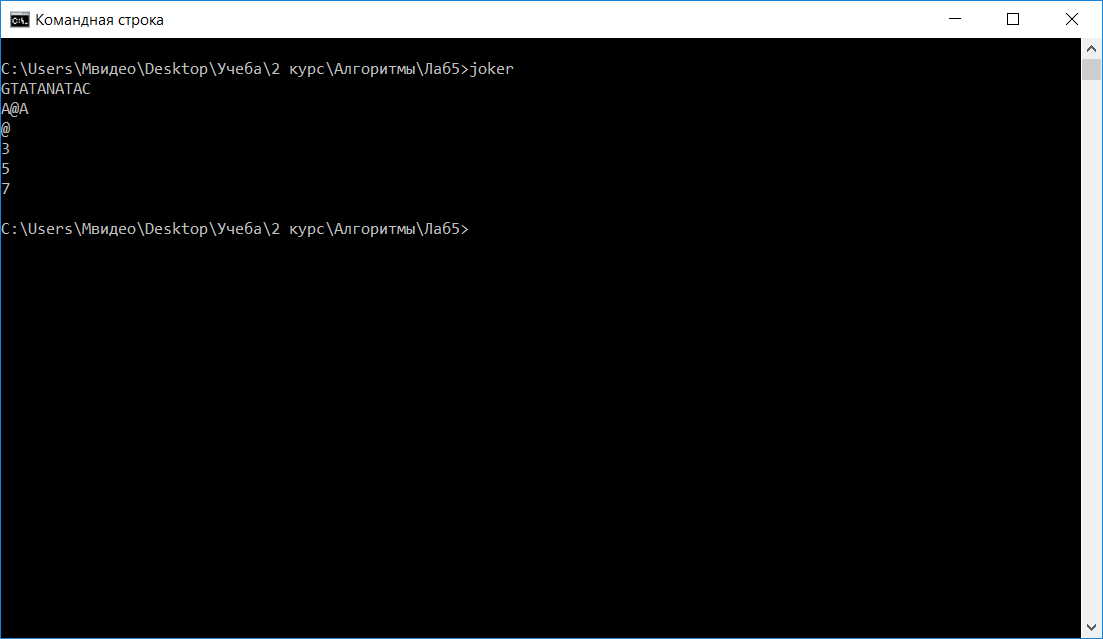 Командная строка
C:\Users\Мвидео\Desktop\Учеба\2 курс\Алгоритмы\Лаб5>joker
GTATANATAC
A@A
@
3
5
7
C:\Users\Мвидео\Desktop\Учеба\2 курс\Алгоритмы\Лаб5>